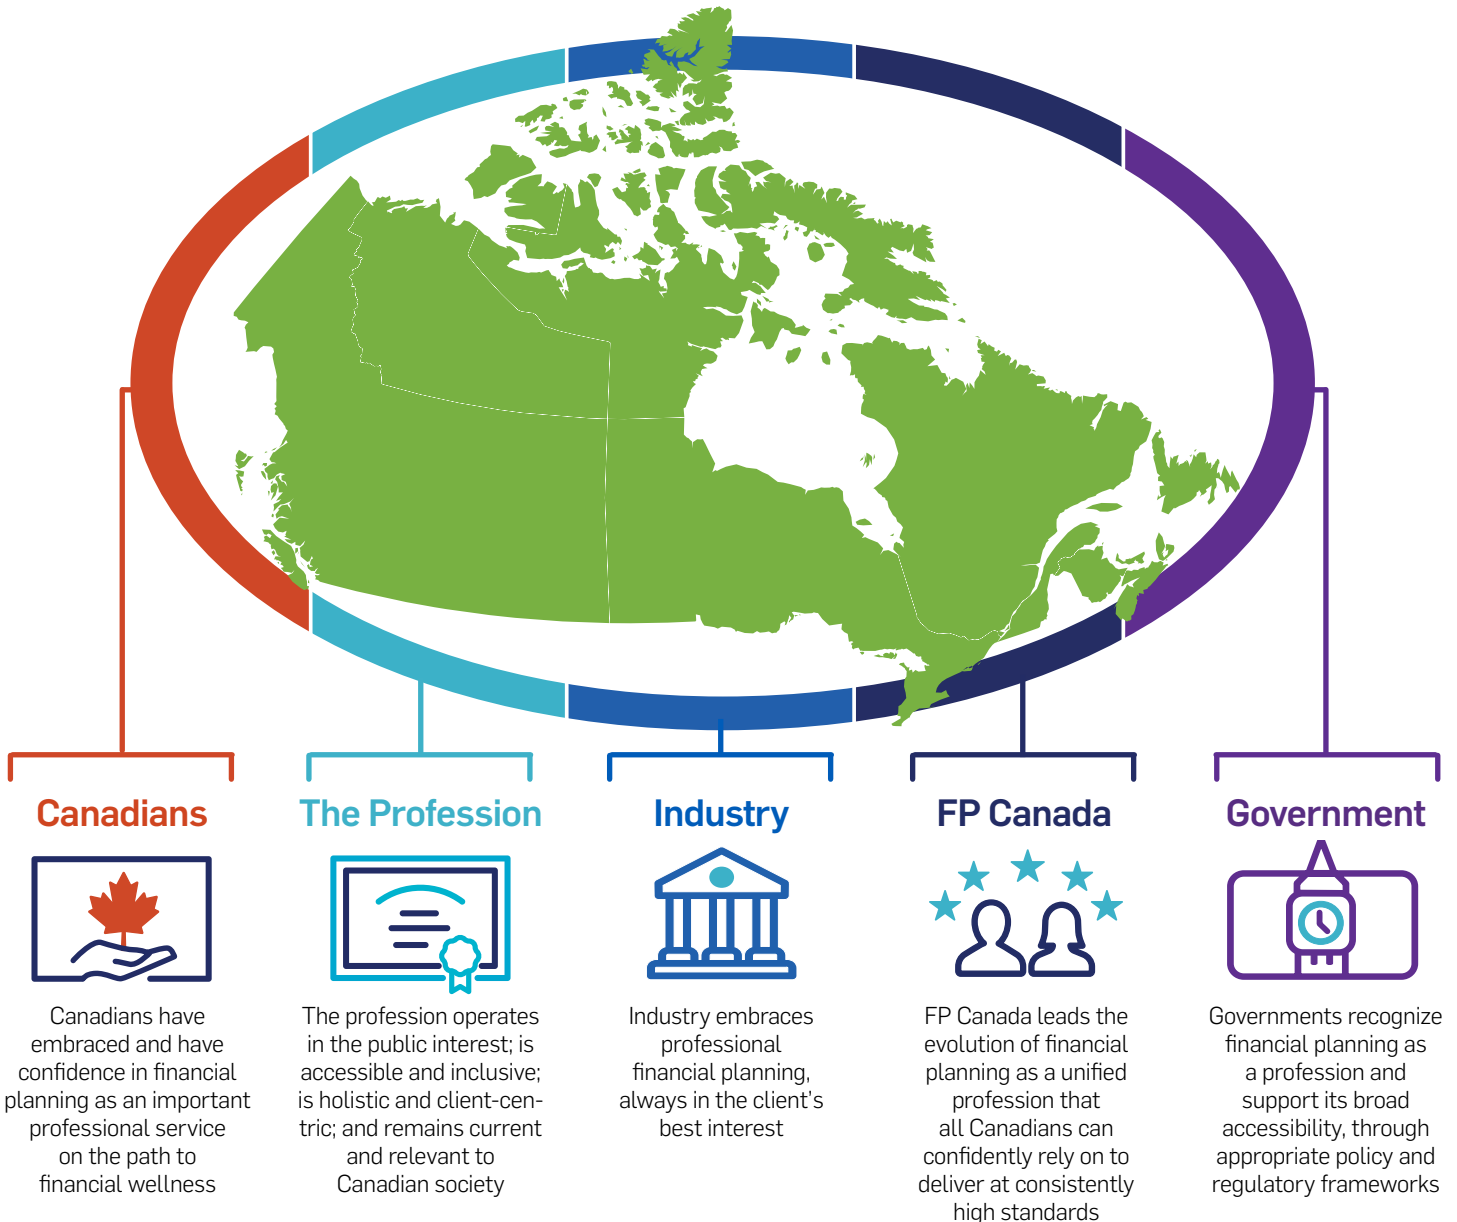 Canadians
Canadians have
embraced and have
confidence in financial
planning as an important
professional service
on the path to
financial wellness
The Profession
The profession operates
in the public interest; is
accessible and inclusive;
is holistic and client-cen-
tric; and remains current
and relevant to
Canadian society
Industry
Industry embraces
professional
financial planning,
always in the client’s
best interest
FP Canada
FP Canada leads the
evolution of financial
planning as a unified
profession that
all Canadians can
confidently rely on to
deliver at consistently
high standards
Government
Governments recognize
financial planning as
a profession and
support its broad
accessibility, through
appropriate policy and
regulatory frameworks